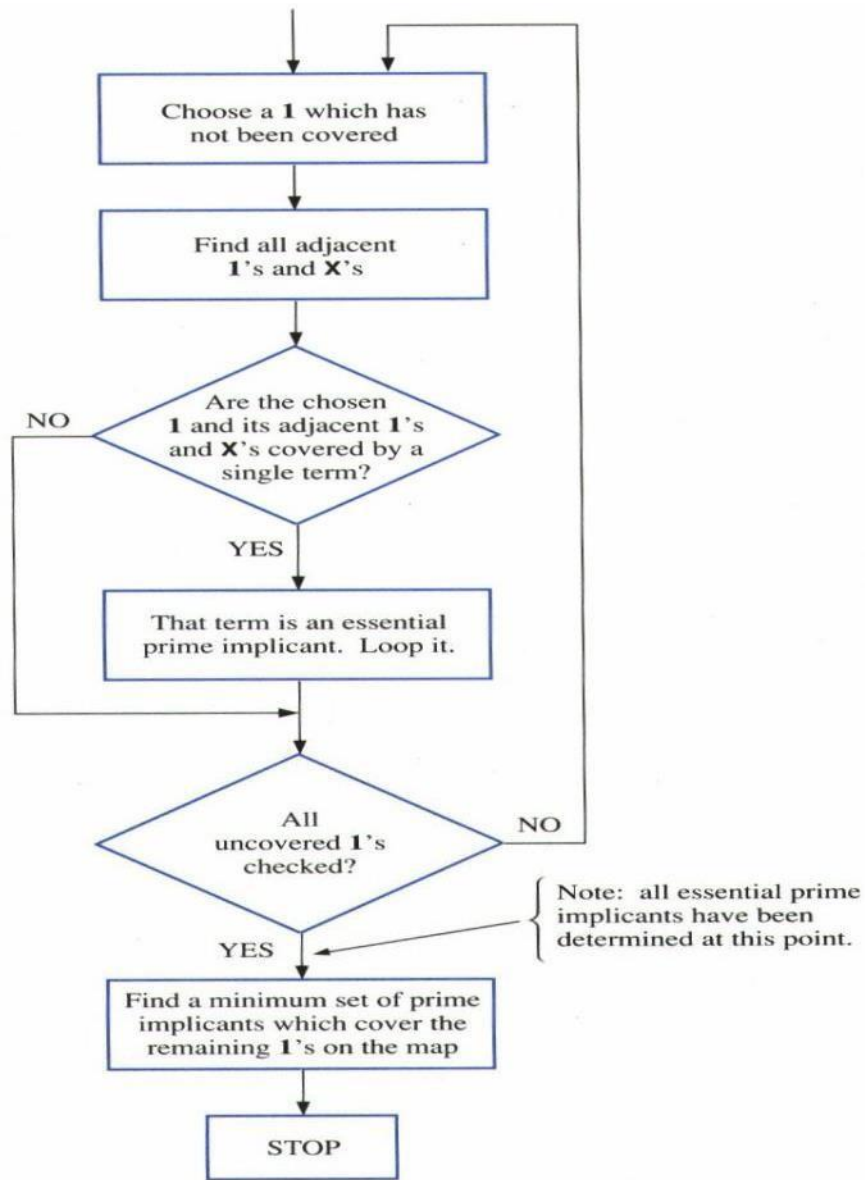 Choose a 1 which has
not been covered
Find all adjacent
1's and X's
Are the chosen
1 and its adjacent 1's
and X's covered by a
single term?
NO
YES
That term is an essential
prime implicant. Loop it.
All
uncovered 1's
checked?
NO
Note: all essential prime
implicants have been
determined at this point.
YES
Find a minimum set of prime
implicants which cover the
remaining 1's on the map
STOP